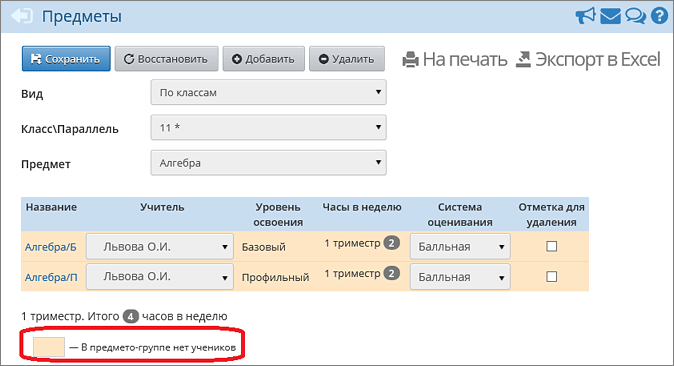 Предметы
Сохранить Восстановить Добавить Удалить На печать Экспорт в Excel
Вид По классам
Класс\Параллель 11 *
Предмет Алгебра
Название Учитель Уровень освоения Часы в неделю Система оценивания Отметка для удаления
Алгебра/Б Львова О.И. Базовый 1 триместр 2 Балльная
Алгебра/П Львова О.И. Профильный 1 триместр 2 Балльная
1 триместр. Итого 4 часов в неделю
— В предмето-группе нет учеников